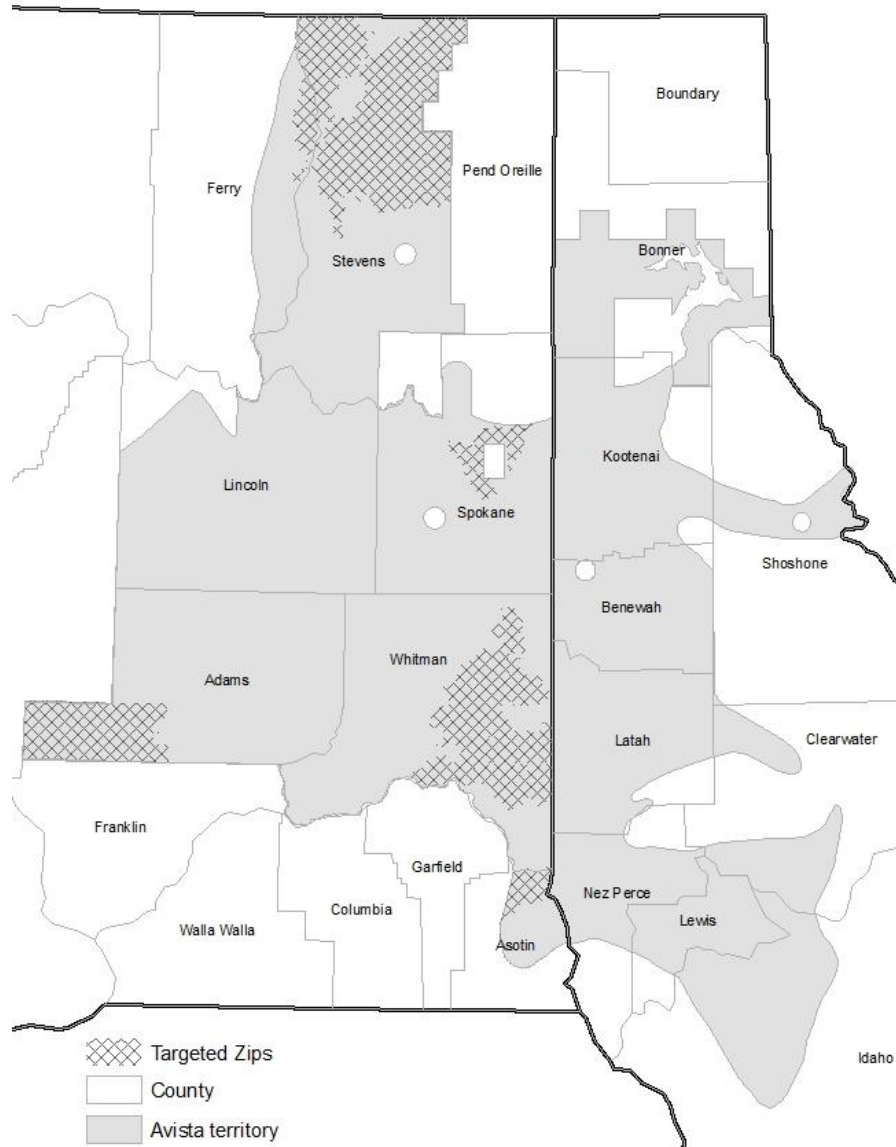 Boundary
Pend Oreille
Ferry
Bonner
Stevens
Kootenai
Lincoln
Spokane
Shoshone
Benewah
Whitman
Adams
Latah
Clearwater
Franklin
Garfield
Nez Perce
Columbia
Lewis
Walla Walla
Asotin
Idaho
Targeted Zips
County
Avista territory